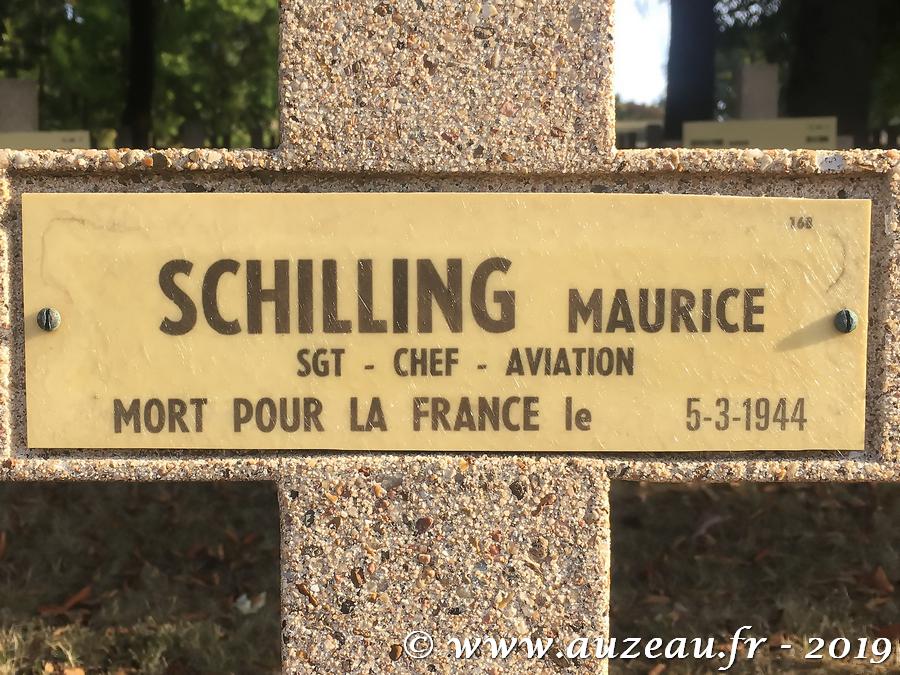 168
SCHILLING MAURICE
SGT - CHEF - AVIATION
MORT POUR LA FRANCE le 5-3-1944
© www.auzeau.fr - 2019